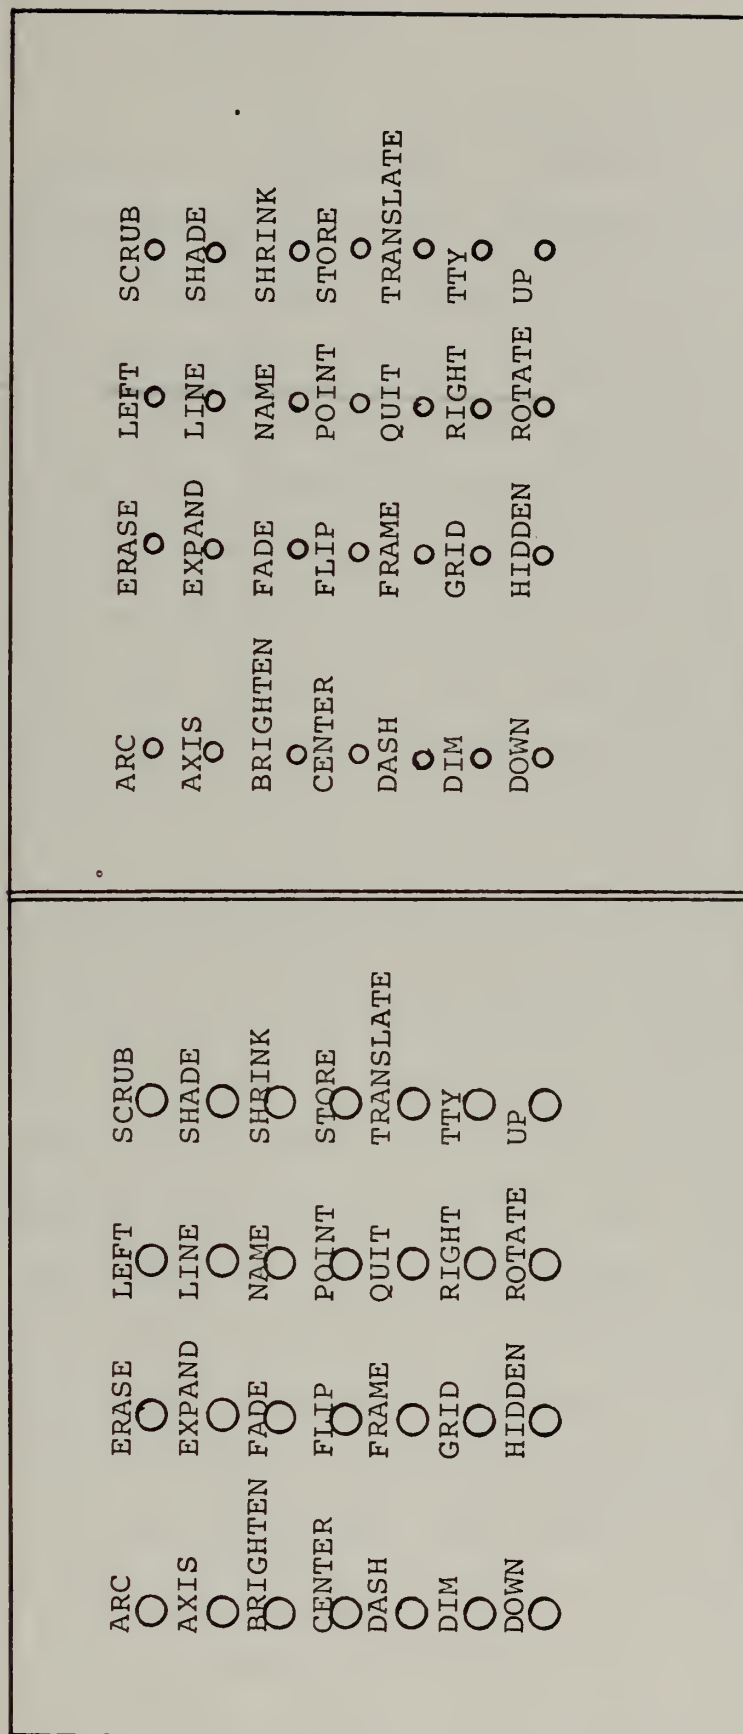 ARC ERASE LEFT SCRUB
AXIS EXPAND LINE SHADE
BRIGHTEN FADE NAME SHRINK
CENTER FLIP POINT STORE
DASH FRAME QUIT TRANSLATE
DIM GRID RIGHT TTY
DOWN HIDDEN ROTATE UP
ARC ERASE LEFT SCRUB
AXIS EXPAND LINE SHADE
BRIGHTEN FADE NAME SHRINK
CENTER FLIP POINT STORE
DASH FRAME QUIT TRANSLATE
DIM GRID RIGHT TTY
DOWN HIDDEN ROTATE UP